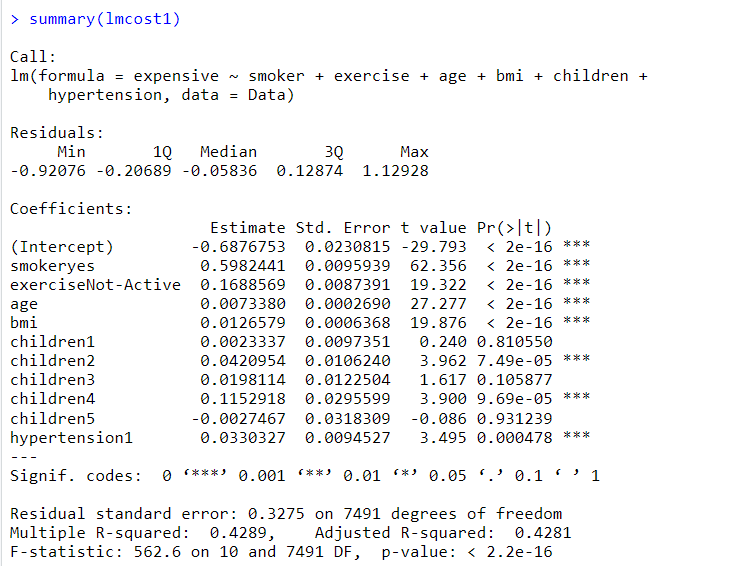 > summary(lmcost1)
Call:
lm(formula = expensive ~ smoker + exercise + age + bmi + children +
    hypertension, data = Data)
Residuals:
     Min       1Q   Median       3Q      Max
-0.92076 -0.20689 -0.05836  0.12874  1.12928
Coefficients:
                     Estimate Std. Error t value Pr(>|t|)
(Intercept)        -0.6876753  0.0230815 -29.793  < 2e-16 ***
smokeryes           0.5982441  0.0095939  62.356  < 2e-16 ***
exerciseNot-Active  0.1688569  0.0087391  19.322  < 2e-16 ***
age                 0.0073380  0.0002690  27.277  < 2e-16 ***
bmi                 0.0126579  0.0006368  19.876  < 2e-16 ***
children1           0.0023337  0.0097351   0.240 0.810550
children2           0.0420954  0.0106240   3.962 7.49e-05 ***
children3           0.0198114  0.0122504   1.617 0.105877
children4           0.1152918  0.0295599   3.900 9.69e-05 ***
children5          -0.0027467  0.0318309  -0.086 0.931239
hypertension1       0.0330327  0.0094527   3.495 0.000478 ***
---
Signif. codes:  0 ‘***’ 0.001 ‘**’ 0.01 ‘*’ 0.05 ‘.’ 0.1 ‘ ’ 1
Residual standard error: 0.3275 on 7491 degrees of freedom
Multiple R-squared:  0.4289,	Adjusted R-squared:  0.4281
F-statistic: 562.6 on 10 and 7491 DF,  p-value: < 2.2e-16